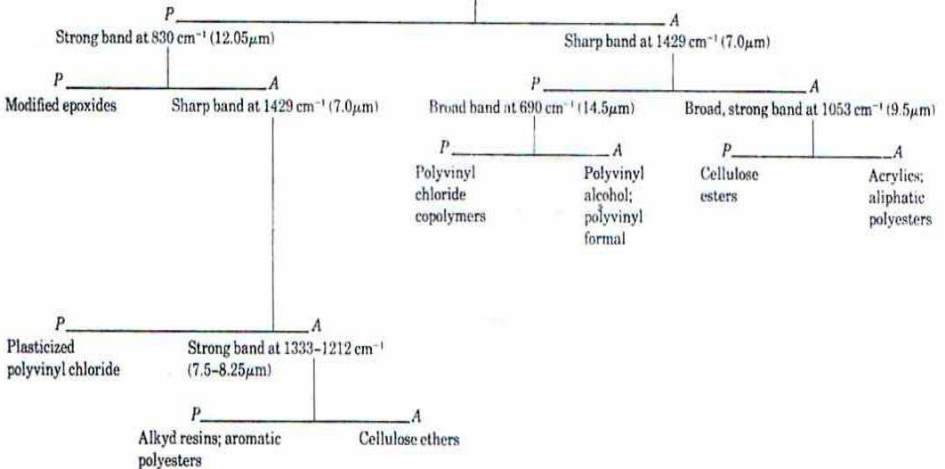 P A
Strong band at 830 cm⁻¹ (12.05μm) Sharp band at 1429 cm⁻¹ (7.0μm)
P A P A
Modified epoxides Sharp band at 1429 cm⁻¹ (7.0μm) Broad band at 690 cm⁻¹ (14.5μm) Broad, strong band at 1053 cm⁻¹ (9.5μm)
P A P A
Polyvinyl Polyvinyl Cellulose Acrylics;
chloride alcohol; esters aliphatic
copolymers polyvinyl polyesters
formal
P A
Plasticized Strong band at 1333–1212 cm⁻¹
polyvinyl chloride (7.5–8.25μm)
P A
Alkyd resins; aromatic Cellulose ethers
polyesters